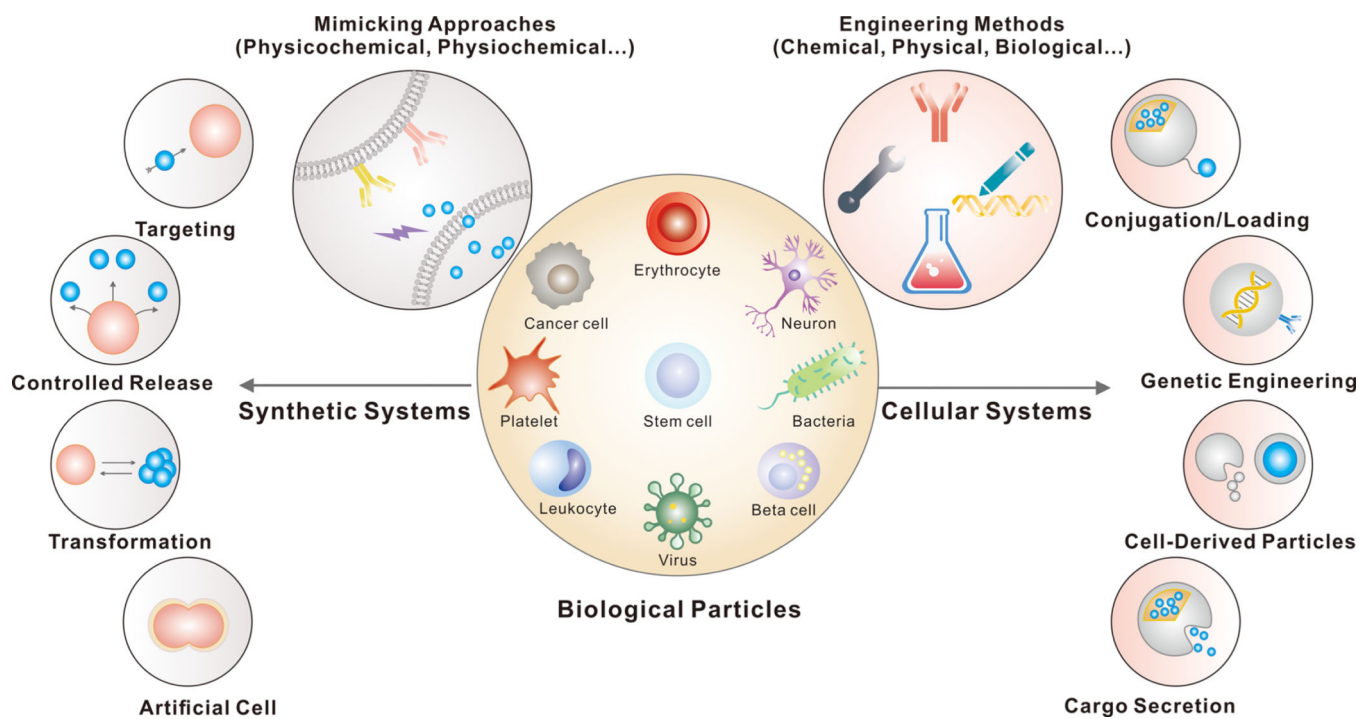 Mimicking Approaches
(Physicochemical, Physiochemical...)
Engineering Methods
(Chemical, Physical, Biological...)
Targeting
Controlled Release
Transformation
Artificial Cell
Synthetic Systems
Erythrocyte
Cancer cell
Neuron
Platelet
Stem cell
Bacteria
Leukocyte
Beta cell
Virus
Biological Particles
Cellular Systems
Conjugation/Loading
Genetic Engineering
Cell-Derived Particles
Cargo Secretion